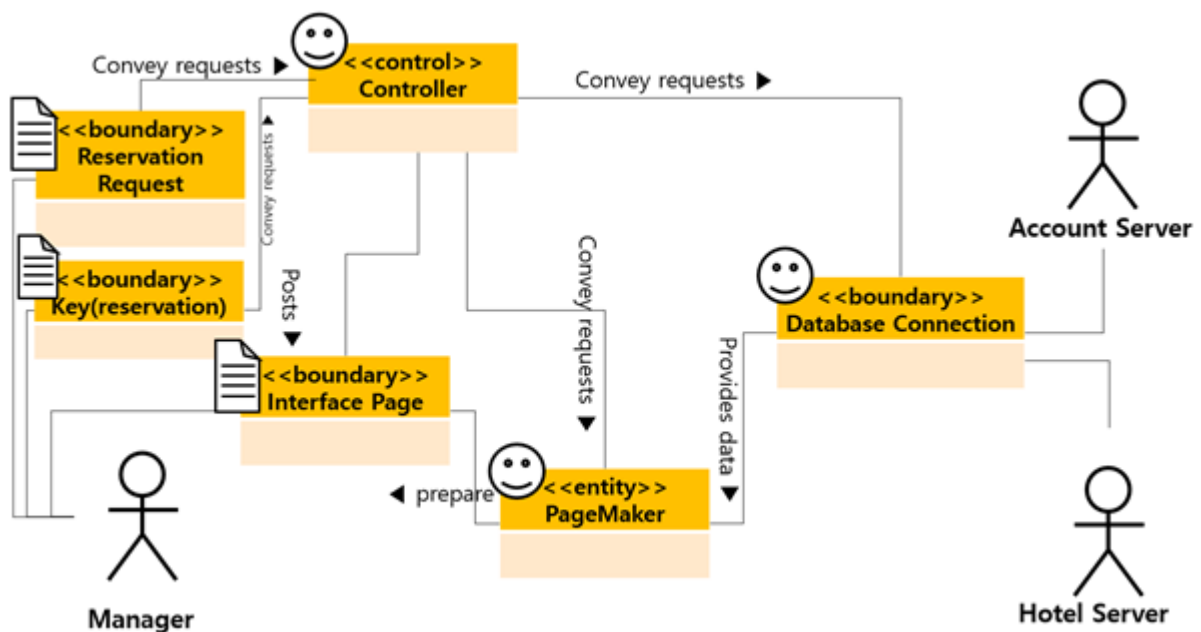 Convey requests ▶
<<control>>
Controller
Convey requests ▶
<<boundary>>
Reservation
Request
Convey requests ▶
Account Server
<<boundary>>
Key(reservation)
Posts ▶
Convey requests ▶
<<boundary>>
Database Connection
<<boundary>>
Interface Page
Provides data ▶
◀ prepare
<<entity>>
PageMaker
Manager
Hotel Server